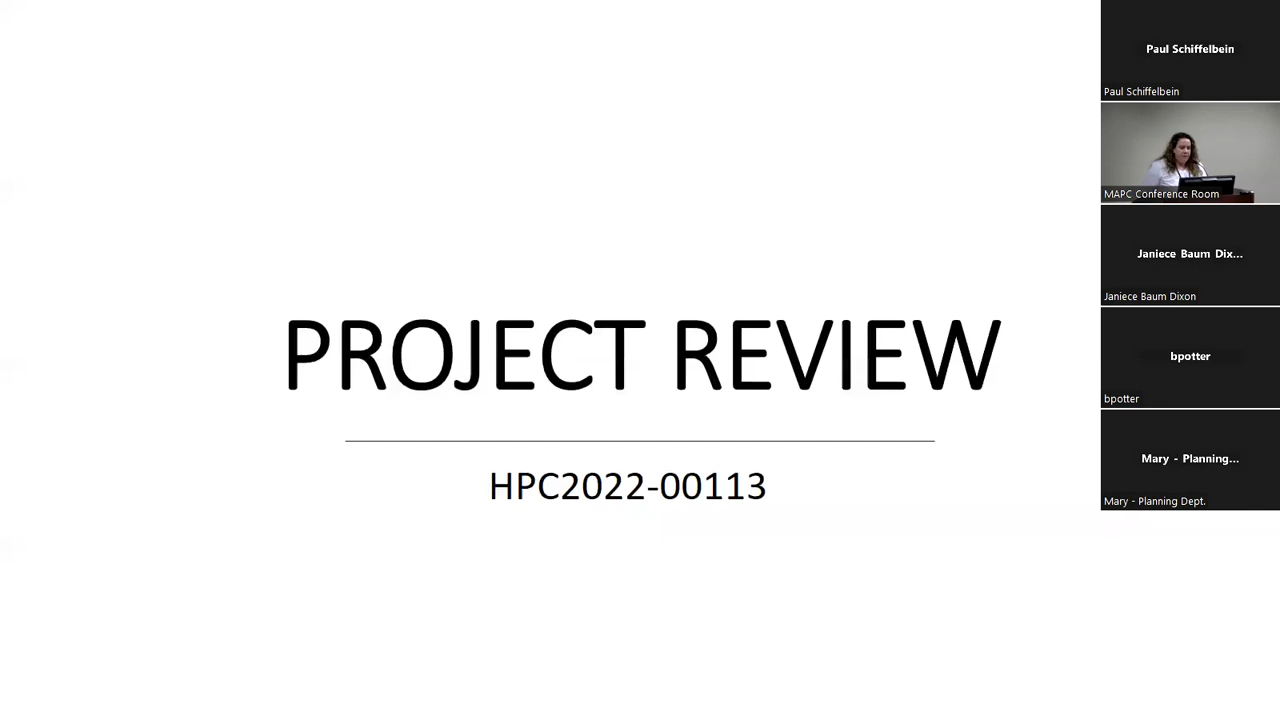 PROJECT REVIEW
HPC2022-00113
Paul Schiffelbein
Paul Schiffelbein
MAPC Conference Room
Janiece Baum Dix...
Janiece Baum Dixon
bpotter
bpotter
Mary - Planning...
Mary - Planning Dept.